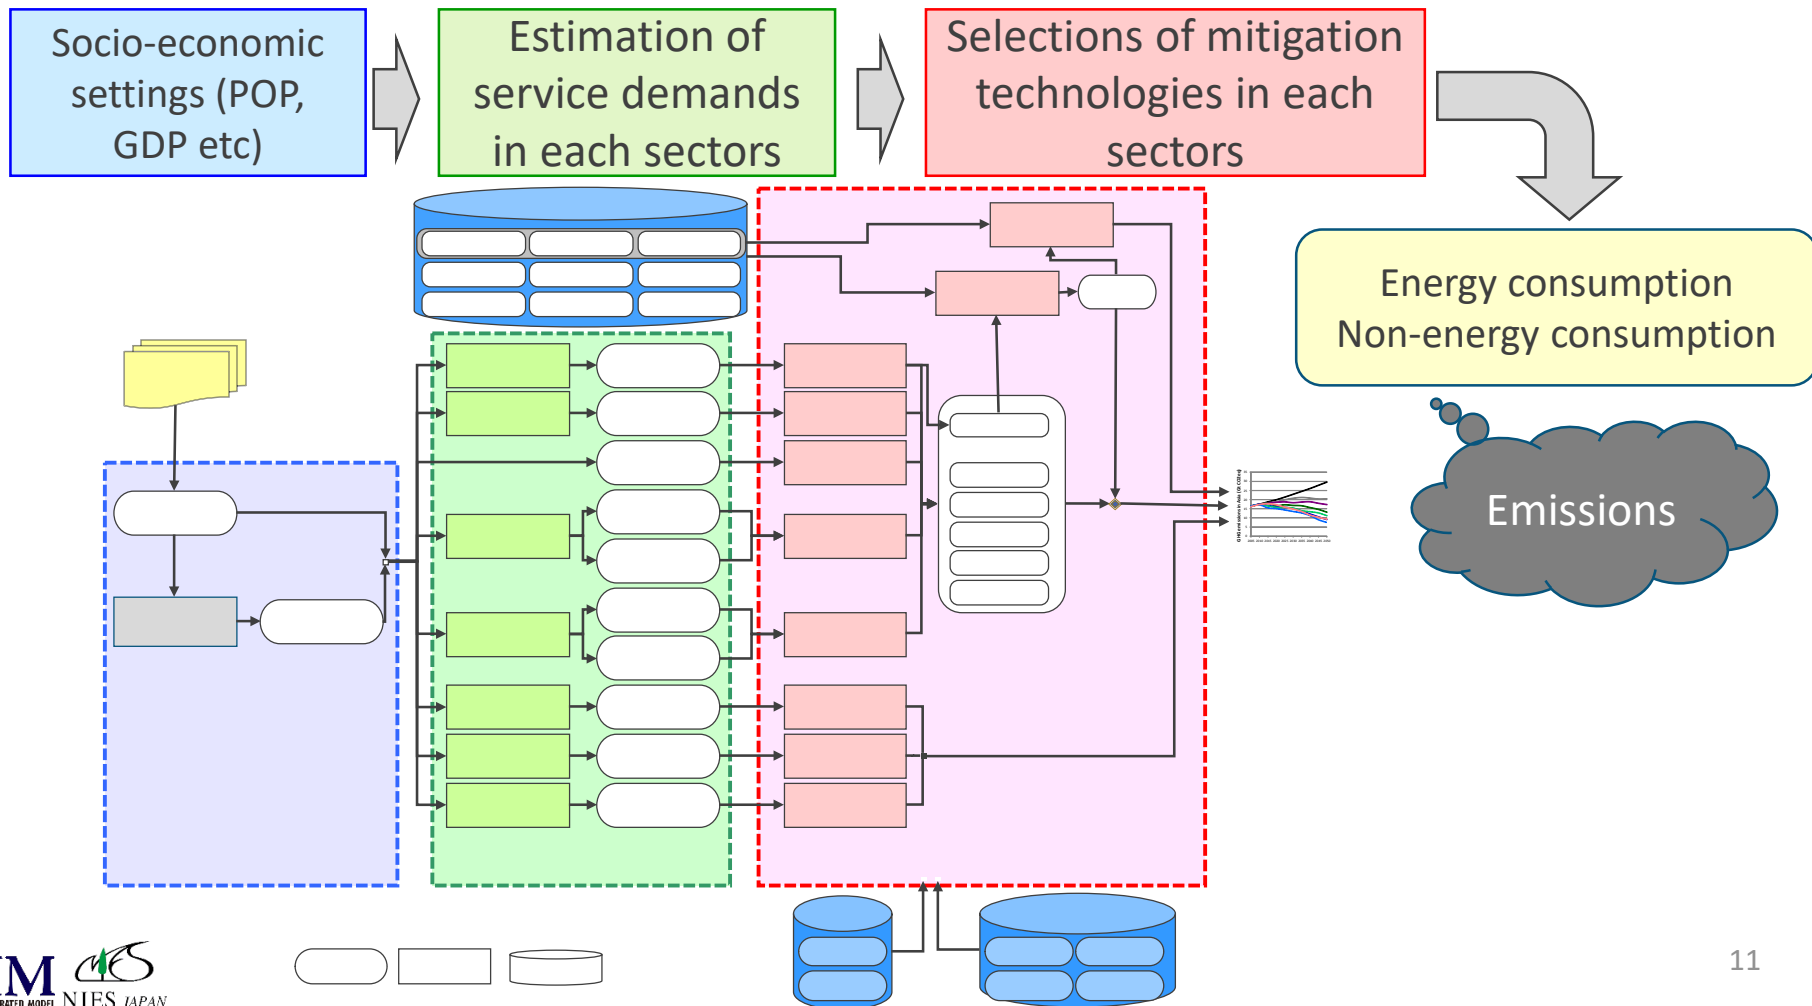 Socio-economic
settings (POP,
GDP etc)
Estimation of
service demands
in each sectors
Selections of mitigation
technologies in each
sectors
Energy consumption
Non-energy consumption
Emissions
NIES JAPAN
11